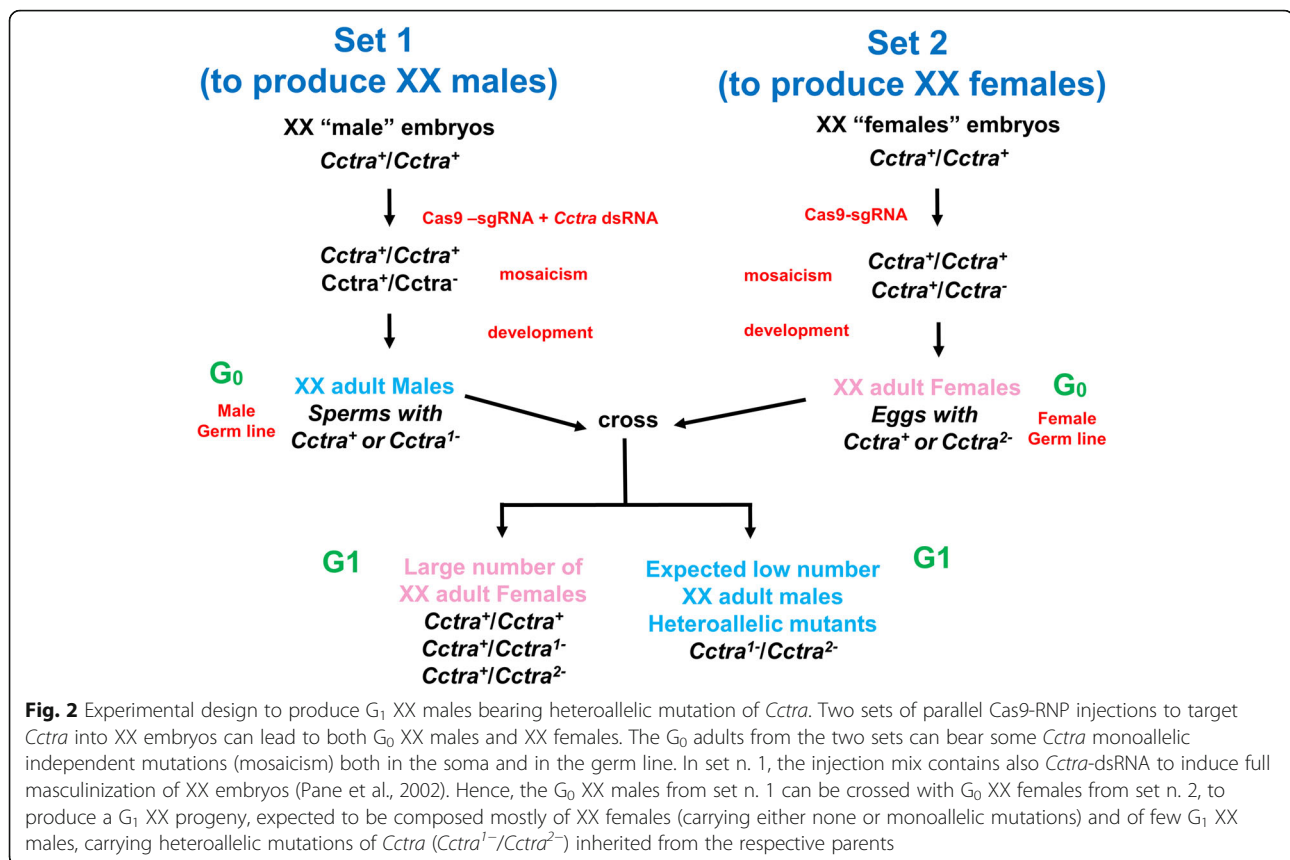 Set 1
(to produce XX males)
XX “male” embryos
Cctra⁺/Cctra⁺
Cas9 –sgRNA + Cctra dsRNA
Cctra⁺/Cctra⁺
Cctra⁺/Cctra⁻
mosaicism
development
G₀
Male
Germ line
XX adult Males
Sperms with
Cctra⁺ or Cctra¹⁻
Set 2
(to produce XX females)
XX “females” embryos
Cctra⁺/Cctra⁺
Cas9-sgRNA
mosaicism
Cctra⁺/Cctra⁺
Cctra⁺/Cctra⁻
development
XX adult Females
Eggs with
Cctra⁺ or Cctra²⁻
G₀
Female
Germ line
cross
G1
Large number of
XX adult Females
Cctra⁺/Cctra⁺
Cctra⁺/Cctra¹⁻
Cctra⁺/Cctra²⁻
Expected low number
XX adult males
Heteroallelic mutants
Cctra¹⁻/Cctra²⁻
G1
Fig. 2 Experimental design to produce G₁ XX males bearing heteroallelic mutation of Cctra. Two sets of parallel Cas9-RNP injections to target
Cctra into XX embryos can lead to both G₀ XX males and XX females. The G₀ adults from the two sets can bear some Cctra monoallelic
independent mutations (mosaicism) both in the soma and in the germ line. In set n. 1, the injection mix contains also Cctra-dsRNA to induce full
masculinization of XX embryos (Pane et al., 2002). Hence, the G₀ XX males from set n. 1 can be crossed with G₀ XX females from set n. 2, to
produce a G₁ XX progeny, expected to be composed mostly of XX females (carrying either none or monoallelic mutations) and of few G₁ XX
males, carrying heteroallelic mutations of Cctra (Cctra¹⁻/Cctra²⁻) inherited from the respective parents